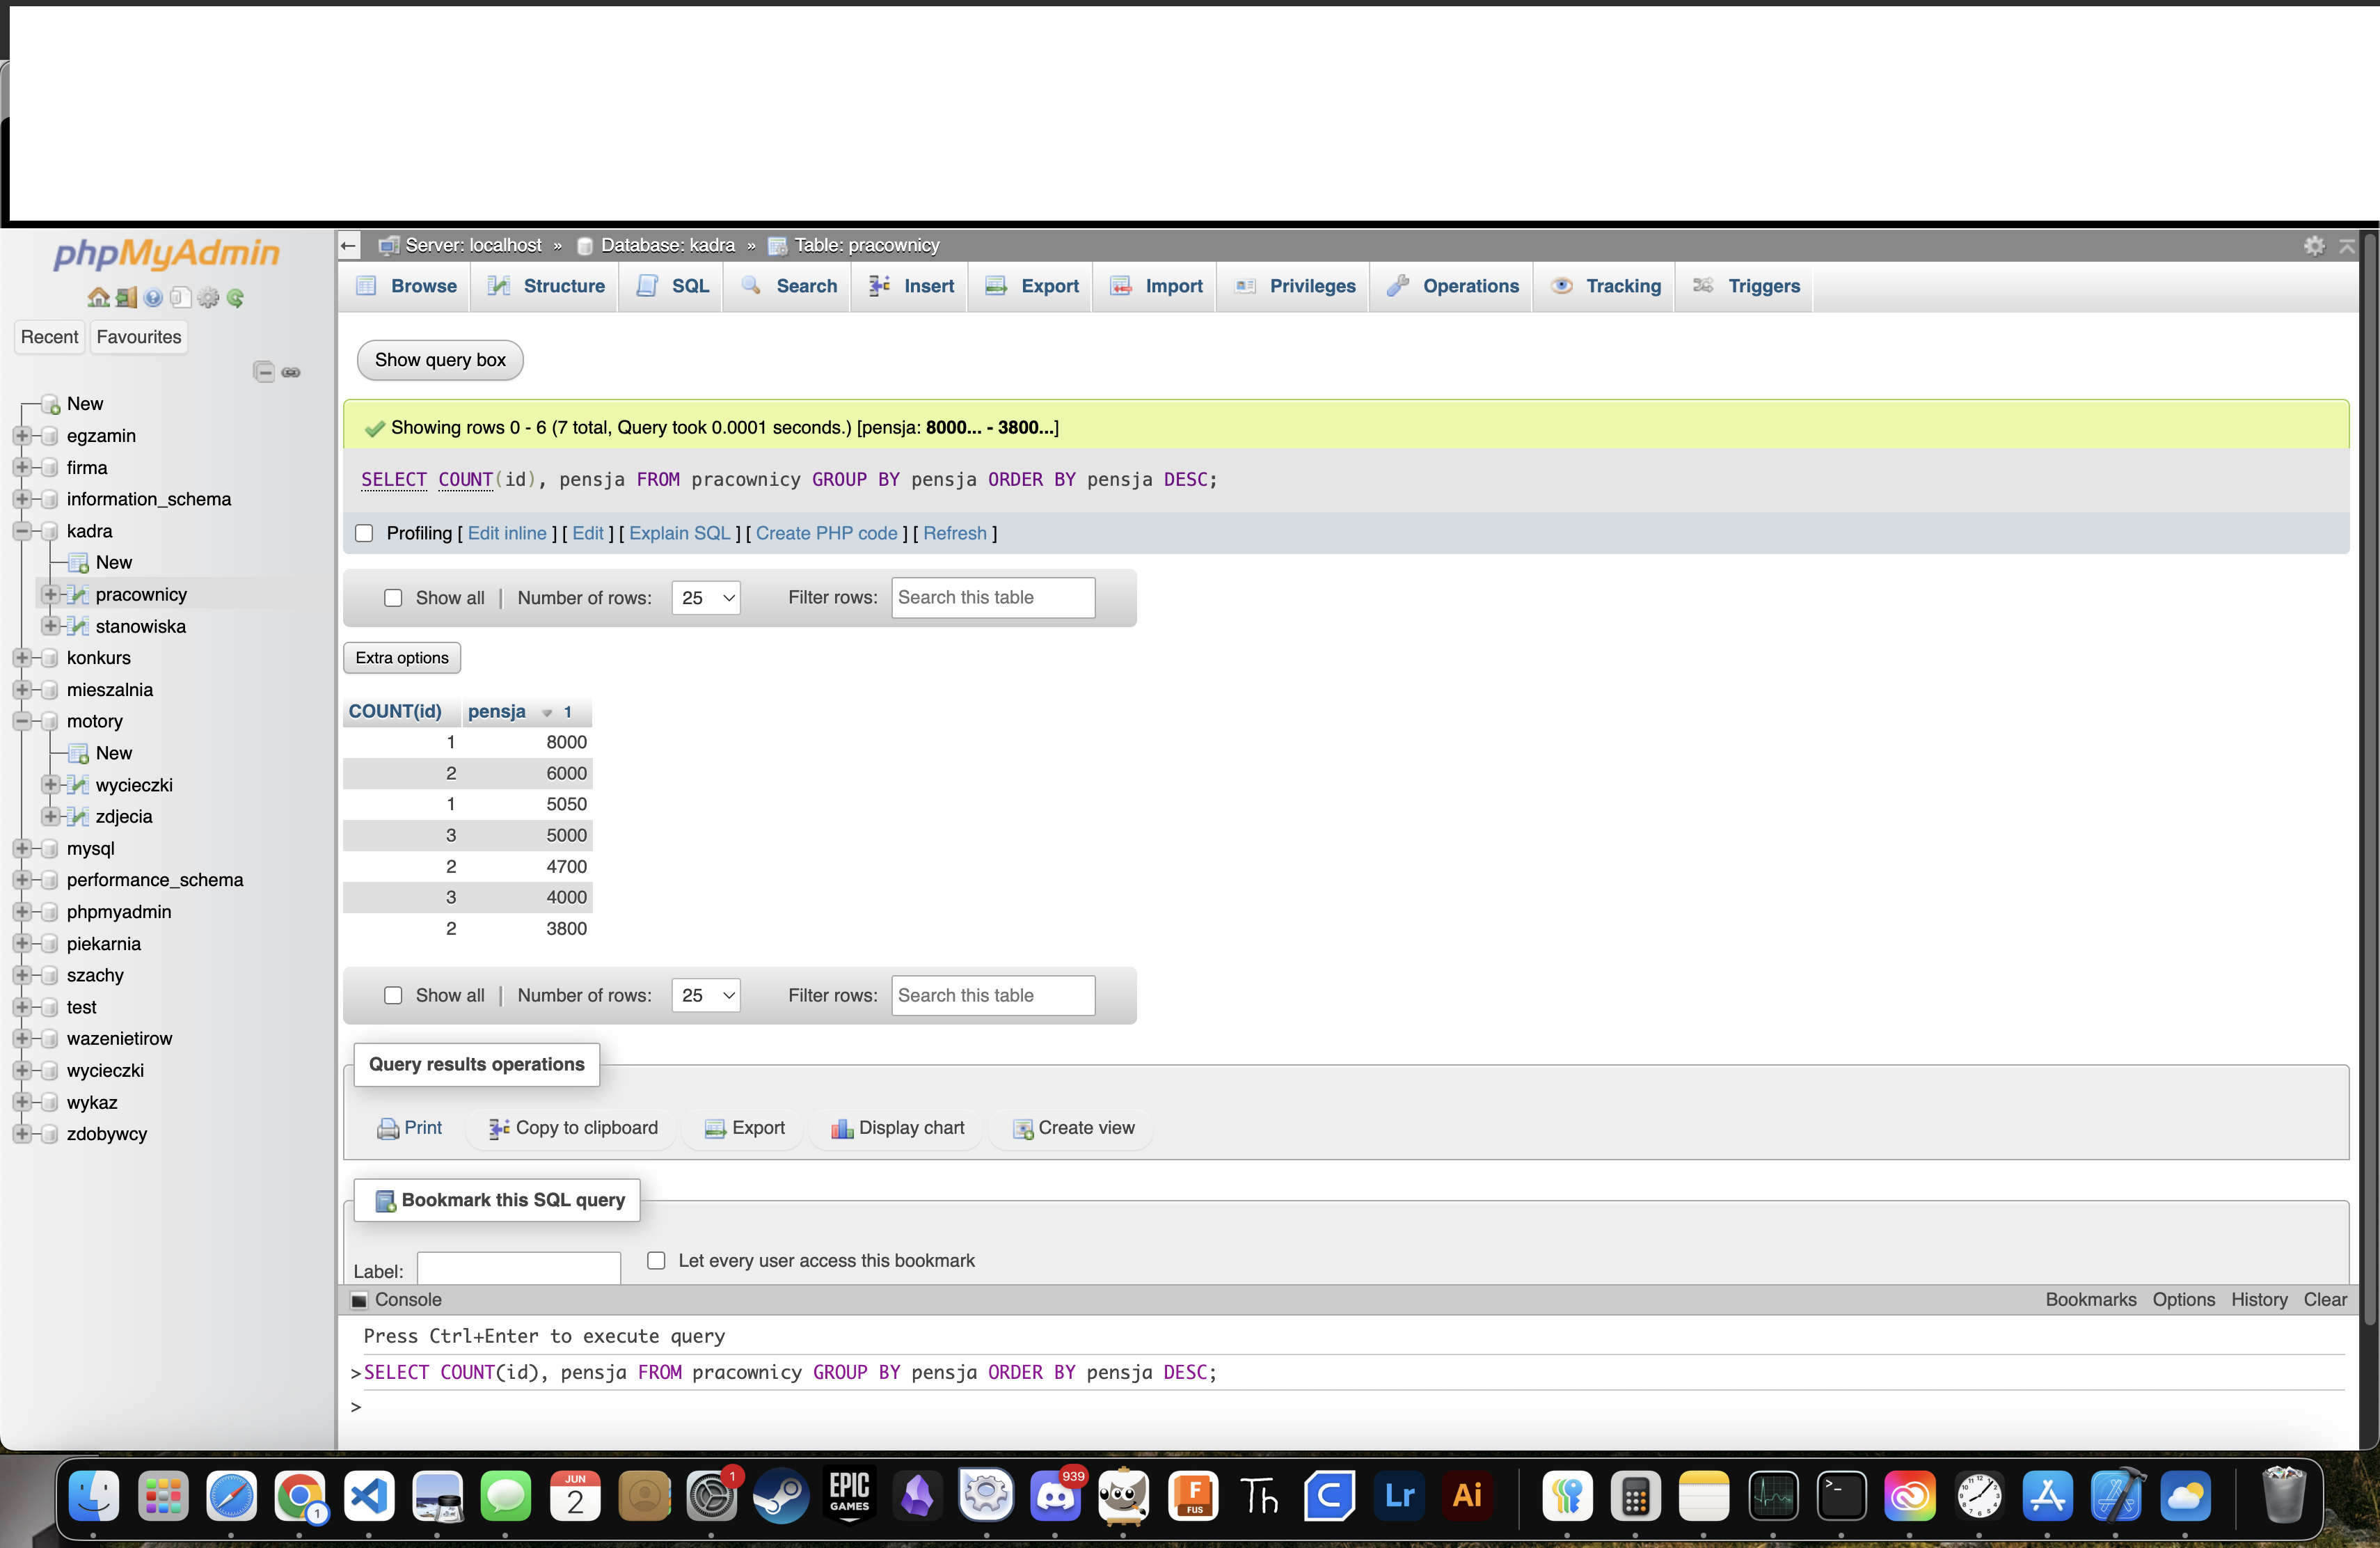 phpMyAdmin
Recent Favourites
New
egzamin
firma
information_schema
kadra
New
pracownicy
stanowiska
konkurs
mieszalnia
motory
New
wycieczki
zdjecia
mysql
performance_schema
phpmyadmin
piekarnia
szachy
test
wazenietirow
wycieczki
wykaz
zdobywcy
Server: localhost » Database: kadra » Table: pracownicy
Browse Structure SQL Search Insert Export Import Privileges Operations Tracking Triggers
Show query box
Showing rows 0 - 6 (7 total, Query took 0.0001 seconds.) [pensja: 8000... - 3800...]
SELECT COUNT(id), pensja FROM pracownicy GROUP BY pensja ORDER BY pensja DESC;
Profiling [ Edit inline ] [ Edit ] [ Explain SQL ] [ Create PHP code ] [ Refresh ]
Show all | Number of rows: 25 Filter rows: Search this table
Extra options
COUNT(id) pensja 1
1 8000
2 6000
1 5050
3 5000
2 4700
3 4000
2 3800
Show all | Number of rows: 25 Filter rows: Search this table
Query results operations
Print Copy to clipboard Export Display chart Create view
Bookmark this SQL query
Label: Let every user access this bookmark
Console Bookmarks Options History Clear
Press Ctrl+Enter to execute query
>SELECT COUNT(id), pensja FROM pracownicy GROUP BY pensja ORDER BY pensja DESC;
>
1 JUN 2 1 EPIC GAMES 939 F FUS Th C Lr Ai >_